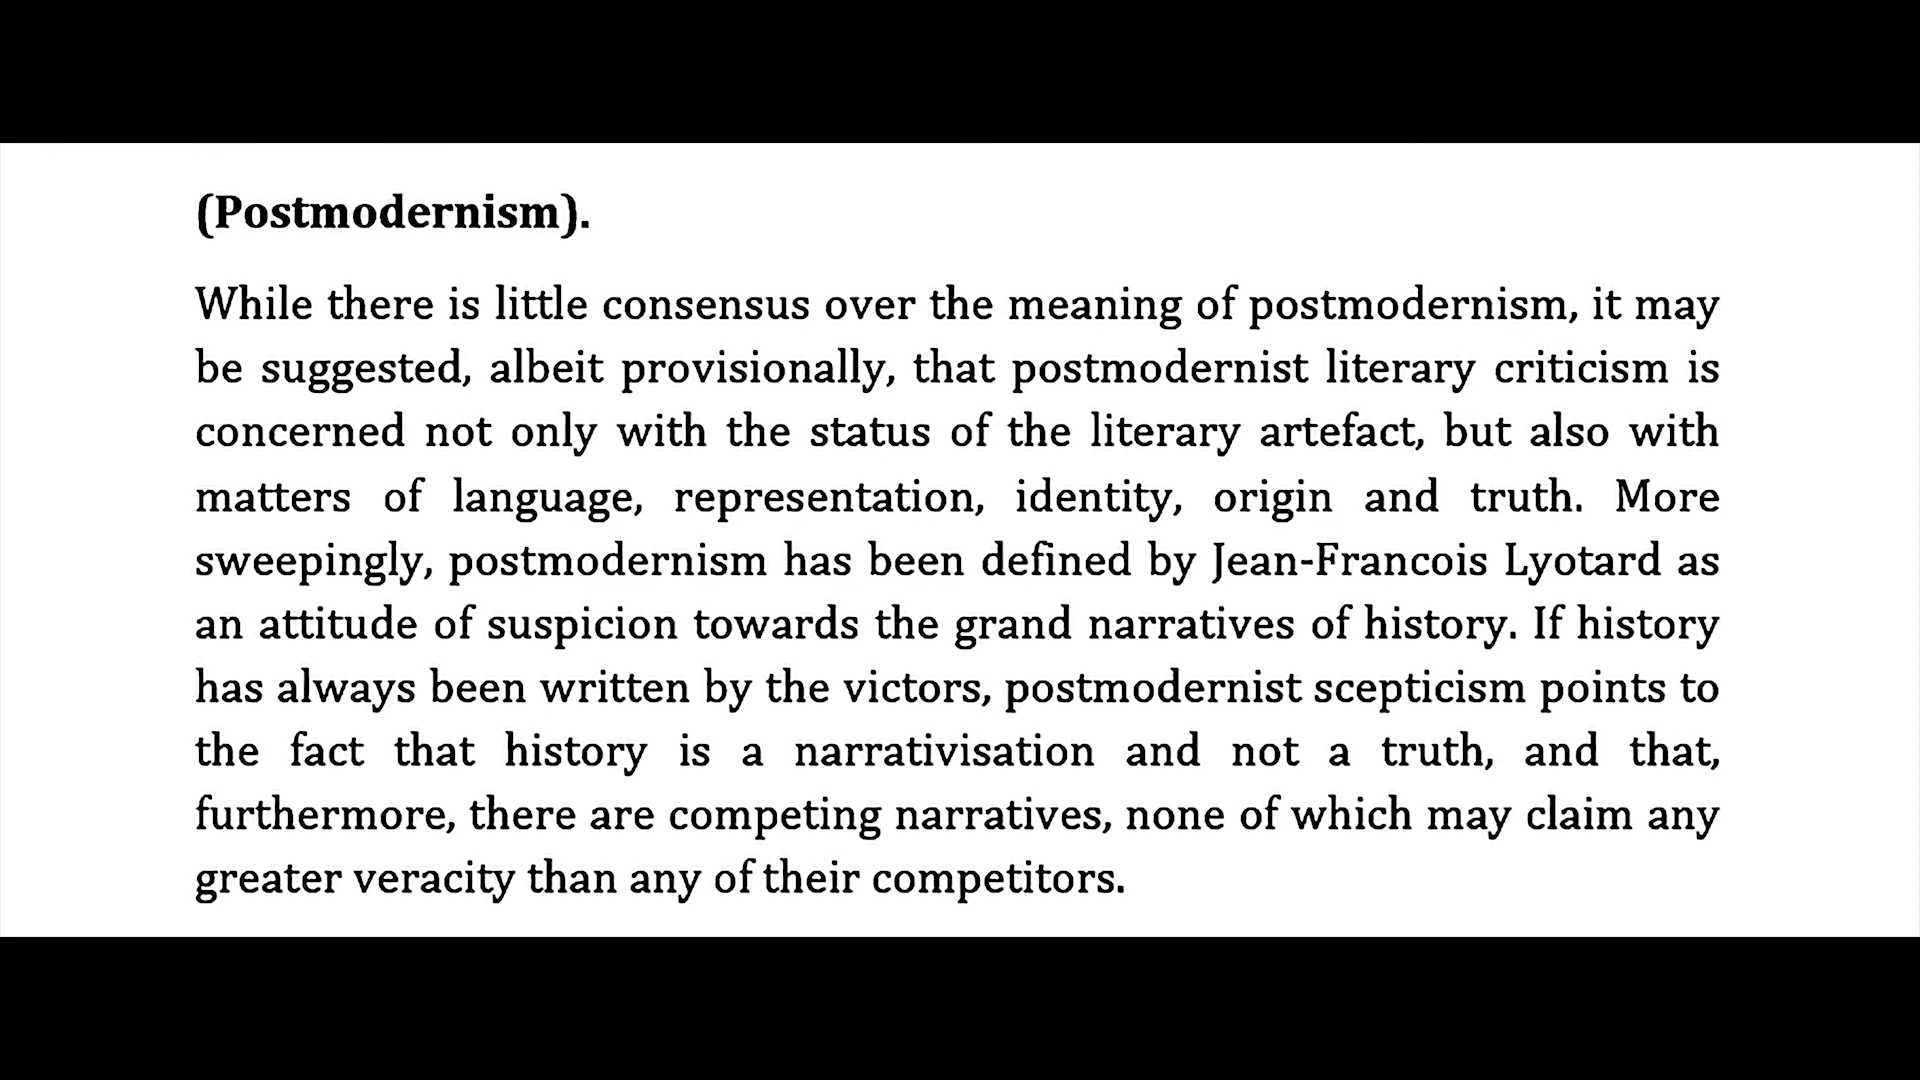 (Postmodernism).
While there is little consensus over the meaning of postmodernism, it may
be suggested, albeit provisionally, that postmodernist literary criticism is
concerned not only with the status of the literary artefact, but also with
matters of language, representation, identity, origin and truth. More
sweepingly, postmodernism has been defined by Jean-Francois Lyotard as
an attitude of suspicion towards the grand narratives of history. If history
has always been written by the victors, postmodernist scepticism points to
the fact that history is a narrativisation and not a truth, and that,
furthermore, there are competing narratives, none of which may claim any
greater veracity than any of their competitors.